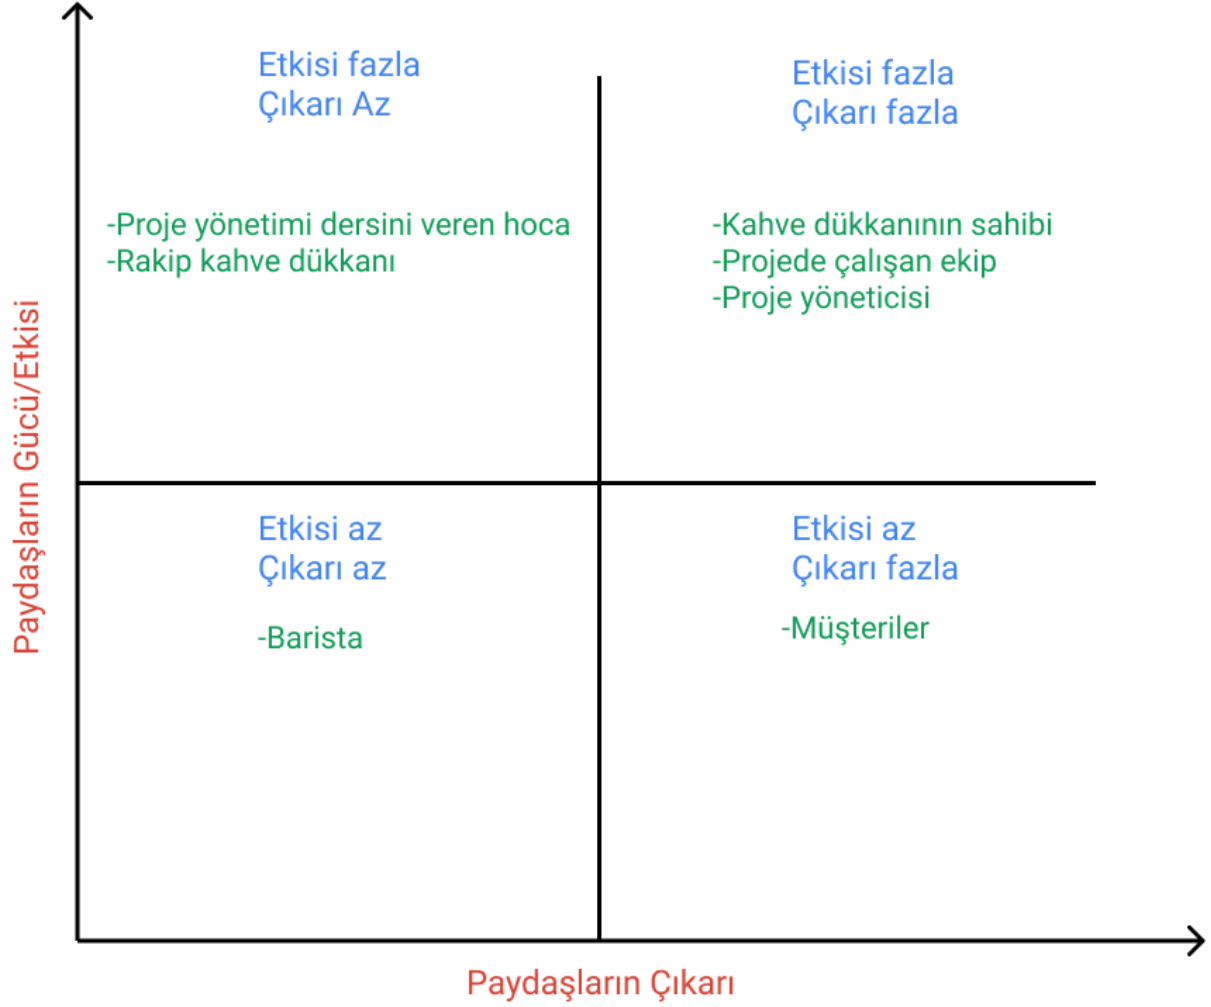 Etkisi fazla
Çıkarı Az
Etkisi fazla
Çıkarı fazla
-Proje yönetimi dersini veren hoca
-Rakip kahve dükkanı
-Kahve dükkanının sahibi
-Projede çalışan ekip
-Proje yöneticisi
Paydaşların Gücü/Etkisi
Etkisi az
Çıkarı az
-Barista
Etkisi az
Çıkarı fazla
-Müşteriler
Paydaşların Çıkarı